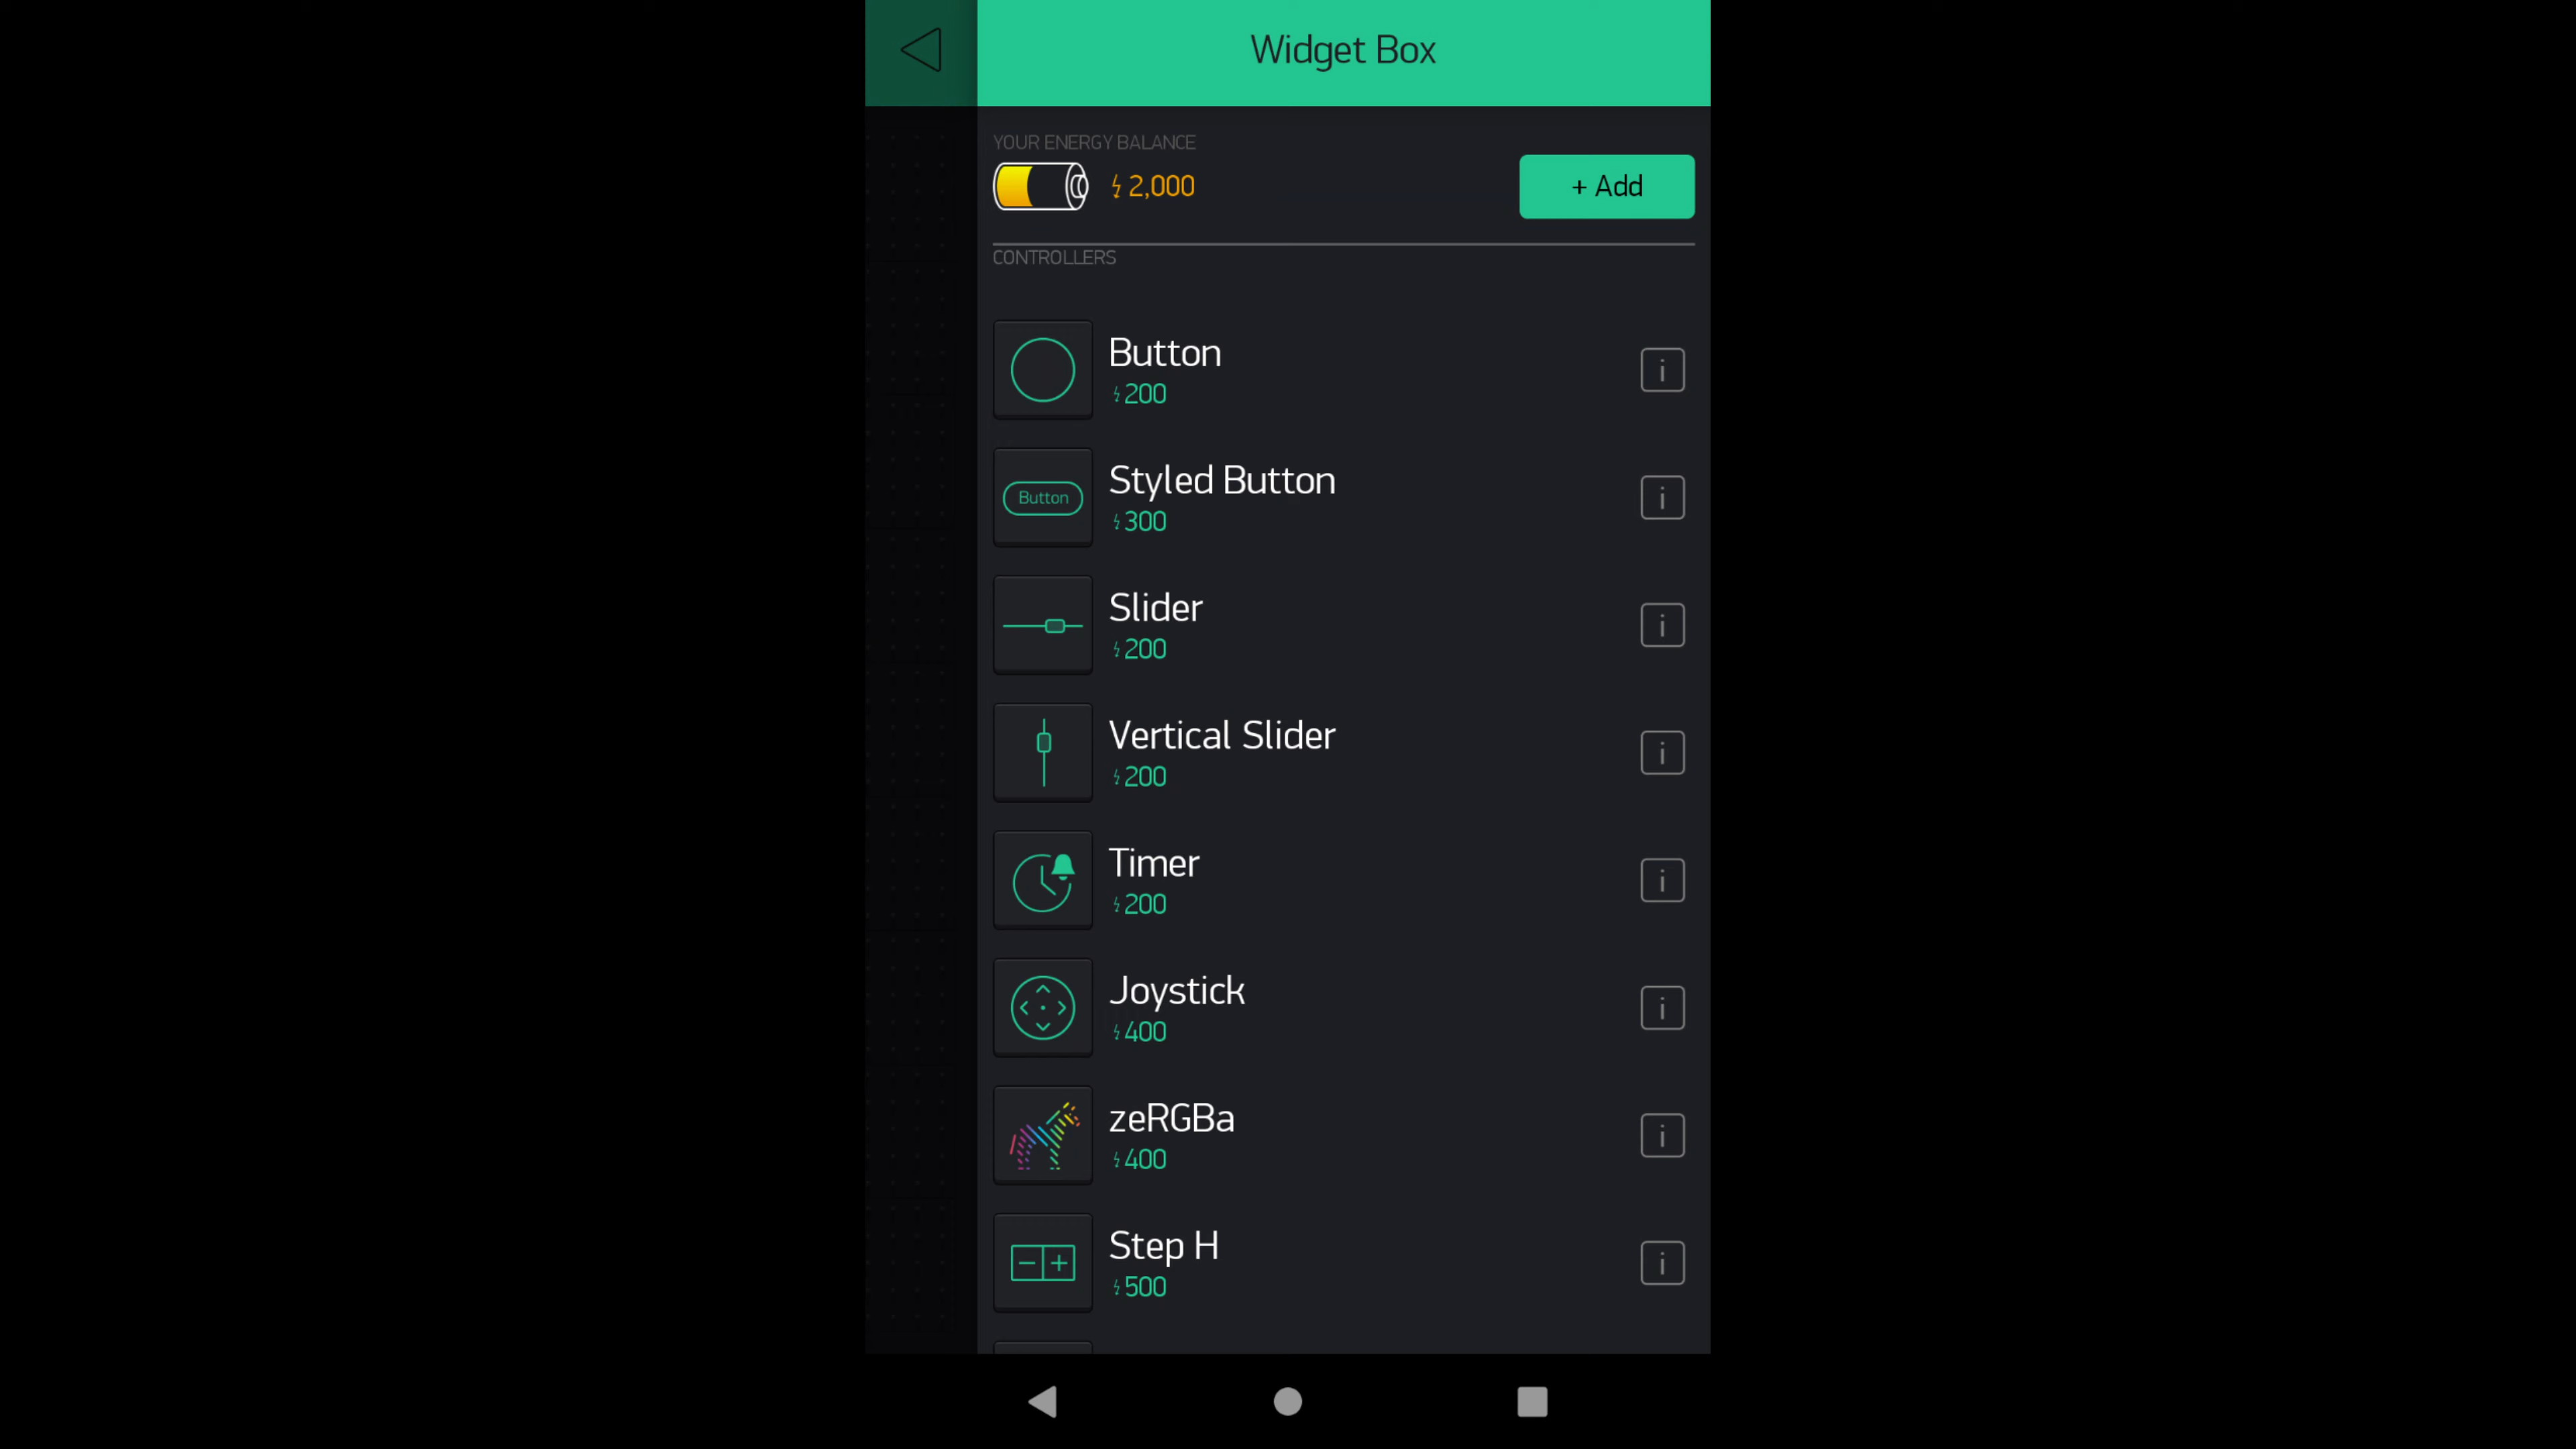 Widget Box
YOUR ENERGY BALANCE
2,000
+ Add
CONTROLLERS
Button
200
i
Button
Styled Button
300
i
Slider
200
i
Vertical Slider
200
i
Timer
200
i
Joystick
400
i
zeRGBa
400
i
Step H
500
i